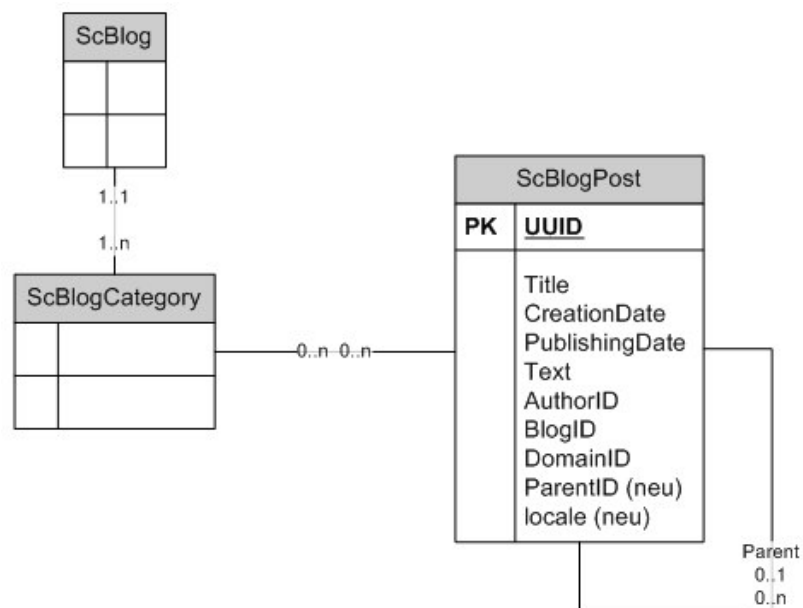 ScBlog
1..1
1..n
ScBlogCategory
0..n 0..n
ScBlogPost
PK UUID
Title
CreationDate
PublishingDate
Text
AuthorID
BlogID
DomainID
ParentID (neu)
locale (neu)
Parent
0..1
0..n